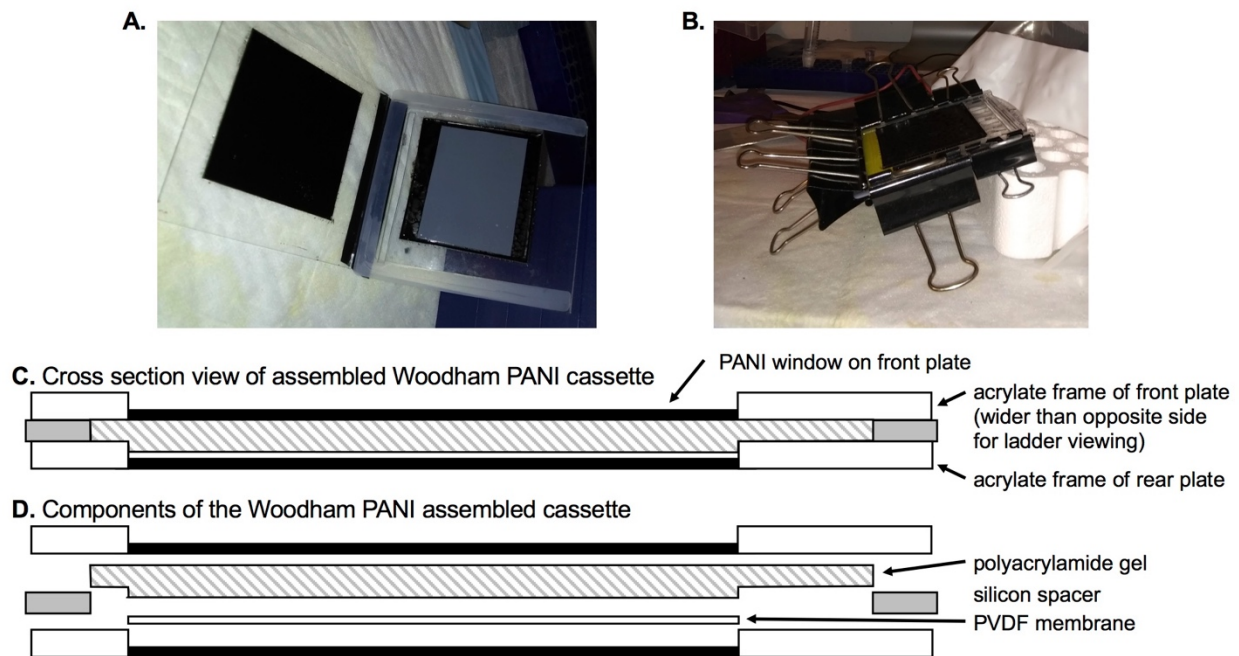 A.
B.
C. Cross section view of assembled Woodham PANI cassette
PANI window on front plate
acrylate frame of front plate
(wider than opposite side
for ladder viewing)
acrylate frame of rear plate
D. Components of the Woodham PANI assembled cassette
polyacrylamide gel
silicon spacer
PVDF membrane